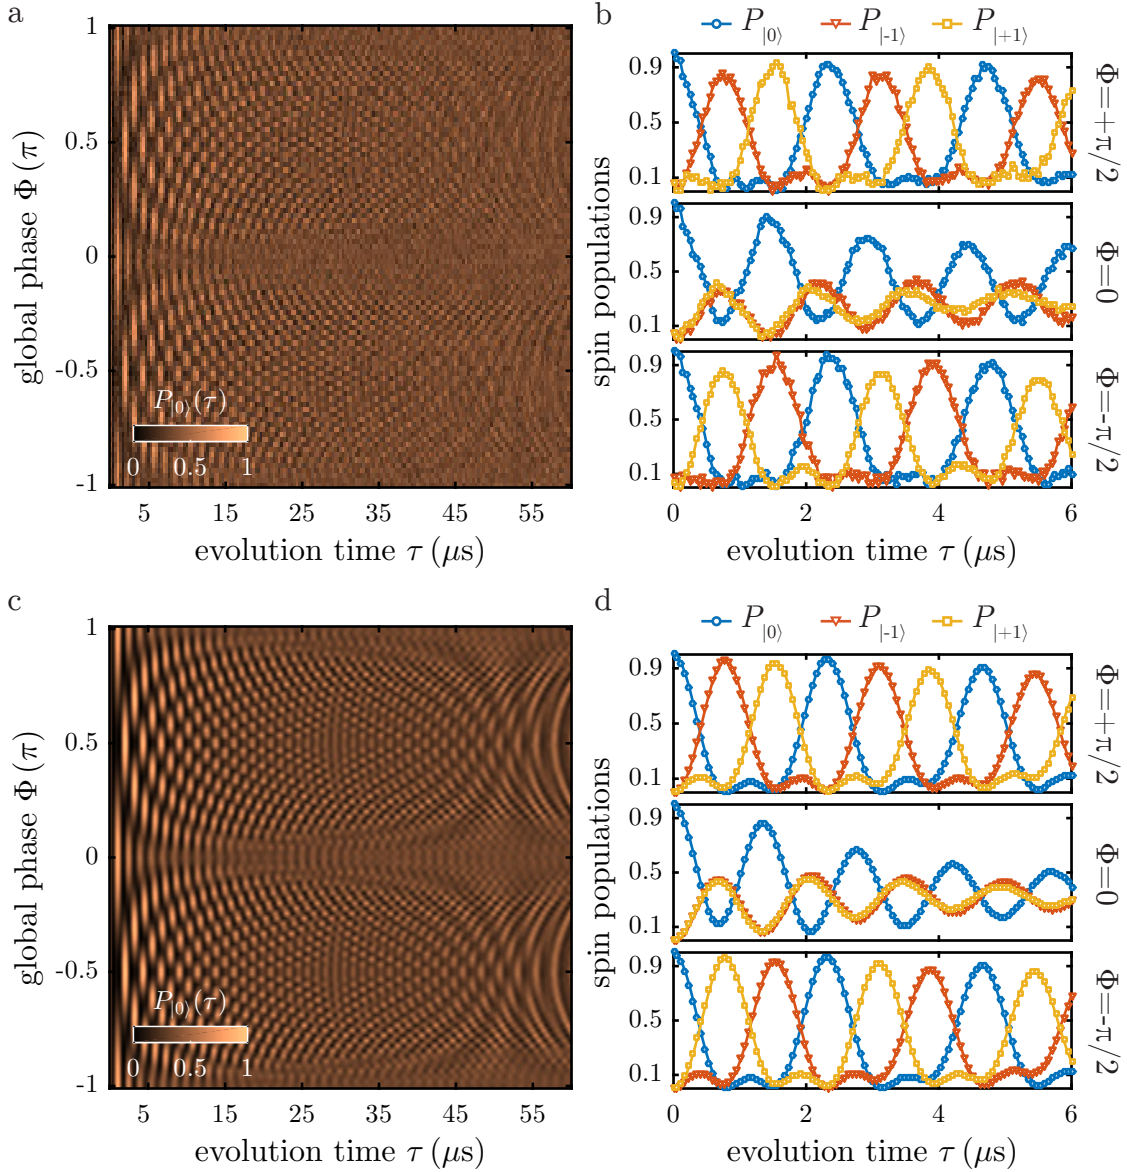 a
global phase Φ (π)
1
0.5
0
-0.5
-1
P|0⟩(τ)
0 0.5 1
5 15 25 35 45 55
evolution time τ (μs)
b
P|0⟩ P|-1⟩ P|+1⟩
spin populations
0.9
0.5
0.1
Φ=+π/2
0.9
0.5
0.1
Φ=0
0.9
0.5
0.1
Φ=-π/2
0 2 4 6
evolution time τ (μs)
c
global phase Φ (π)
1
0.5
0
-0.5
-1
P|0⟩(τ)
0 0.5 1
5 15 25 35 45 55
evolution time τ (μs)
d
P|0⟩ P|-1⟩ P|+1⟩
spin populations
0.9
0.5
0.1
Φ=+π/2
0.9
0.5
0.1
Φ=0
0.9
0.5
0.1
Φ=-π/2
0 2 4 6
evolution time τ (μs)